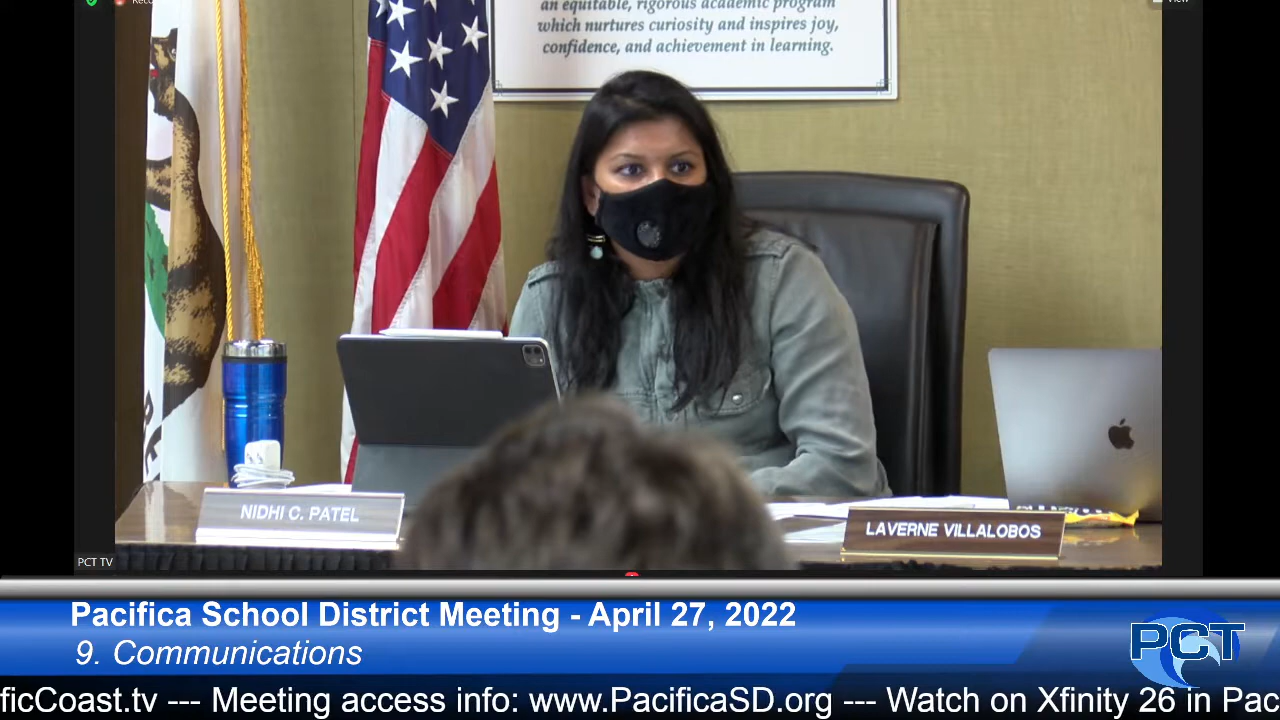 View
an equitable, rigorous academic program
which nurtures curiosity and inspires joy,
confidence, and achievement in learning.
NIDHI C. PATEL
LAVERNE VILLALOBOS
PCT TV
Pacifica School District Meeting - April 27, 2022
9. Communications
PCT
ficCoast.tv --- Meeting access info: www.PacificaSD.org --- Watch on Xfinity 26 in Pac